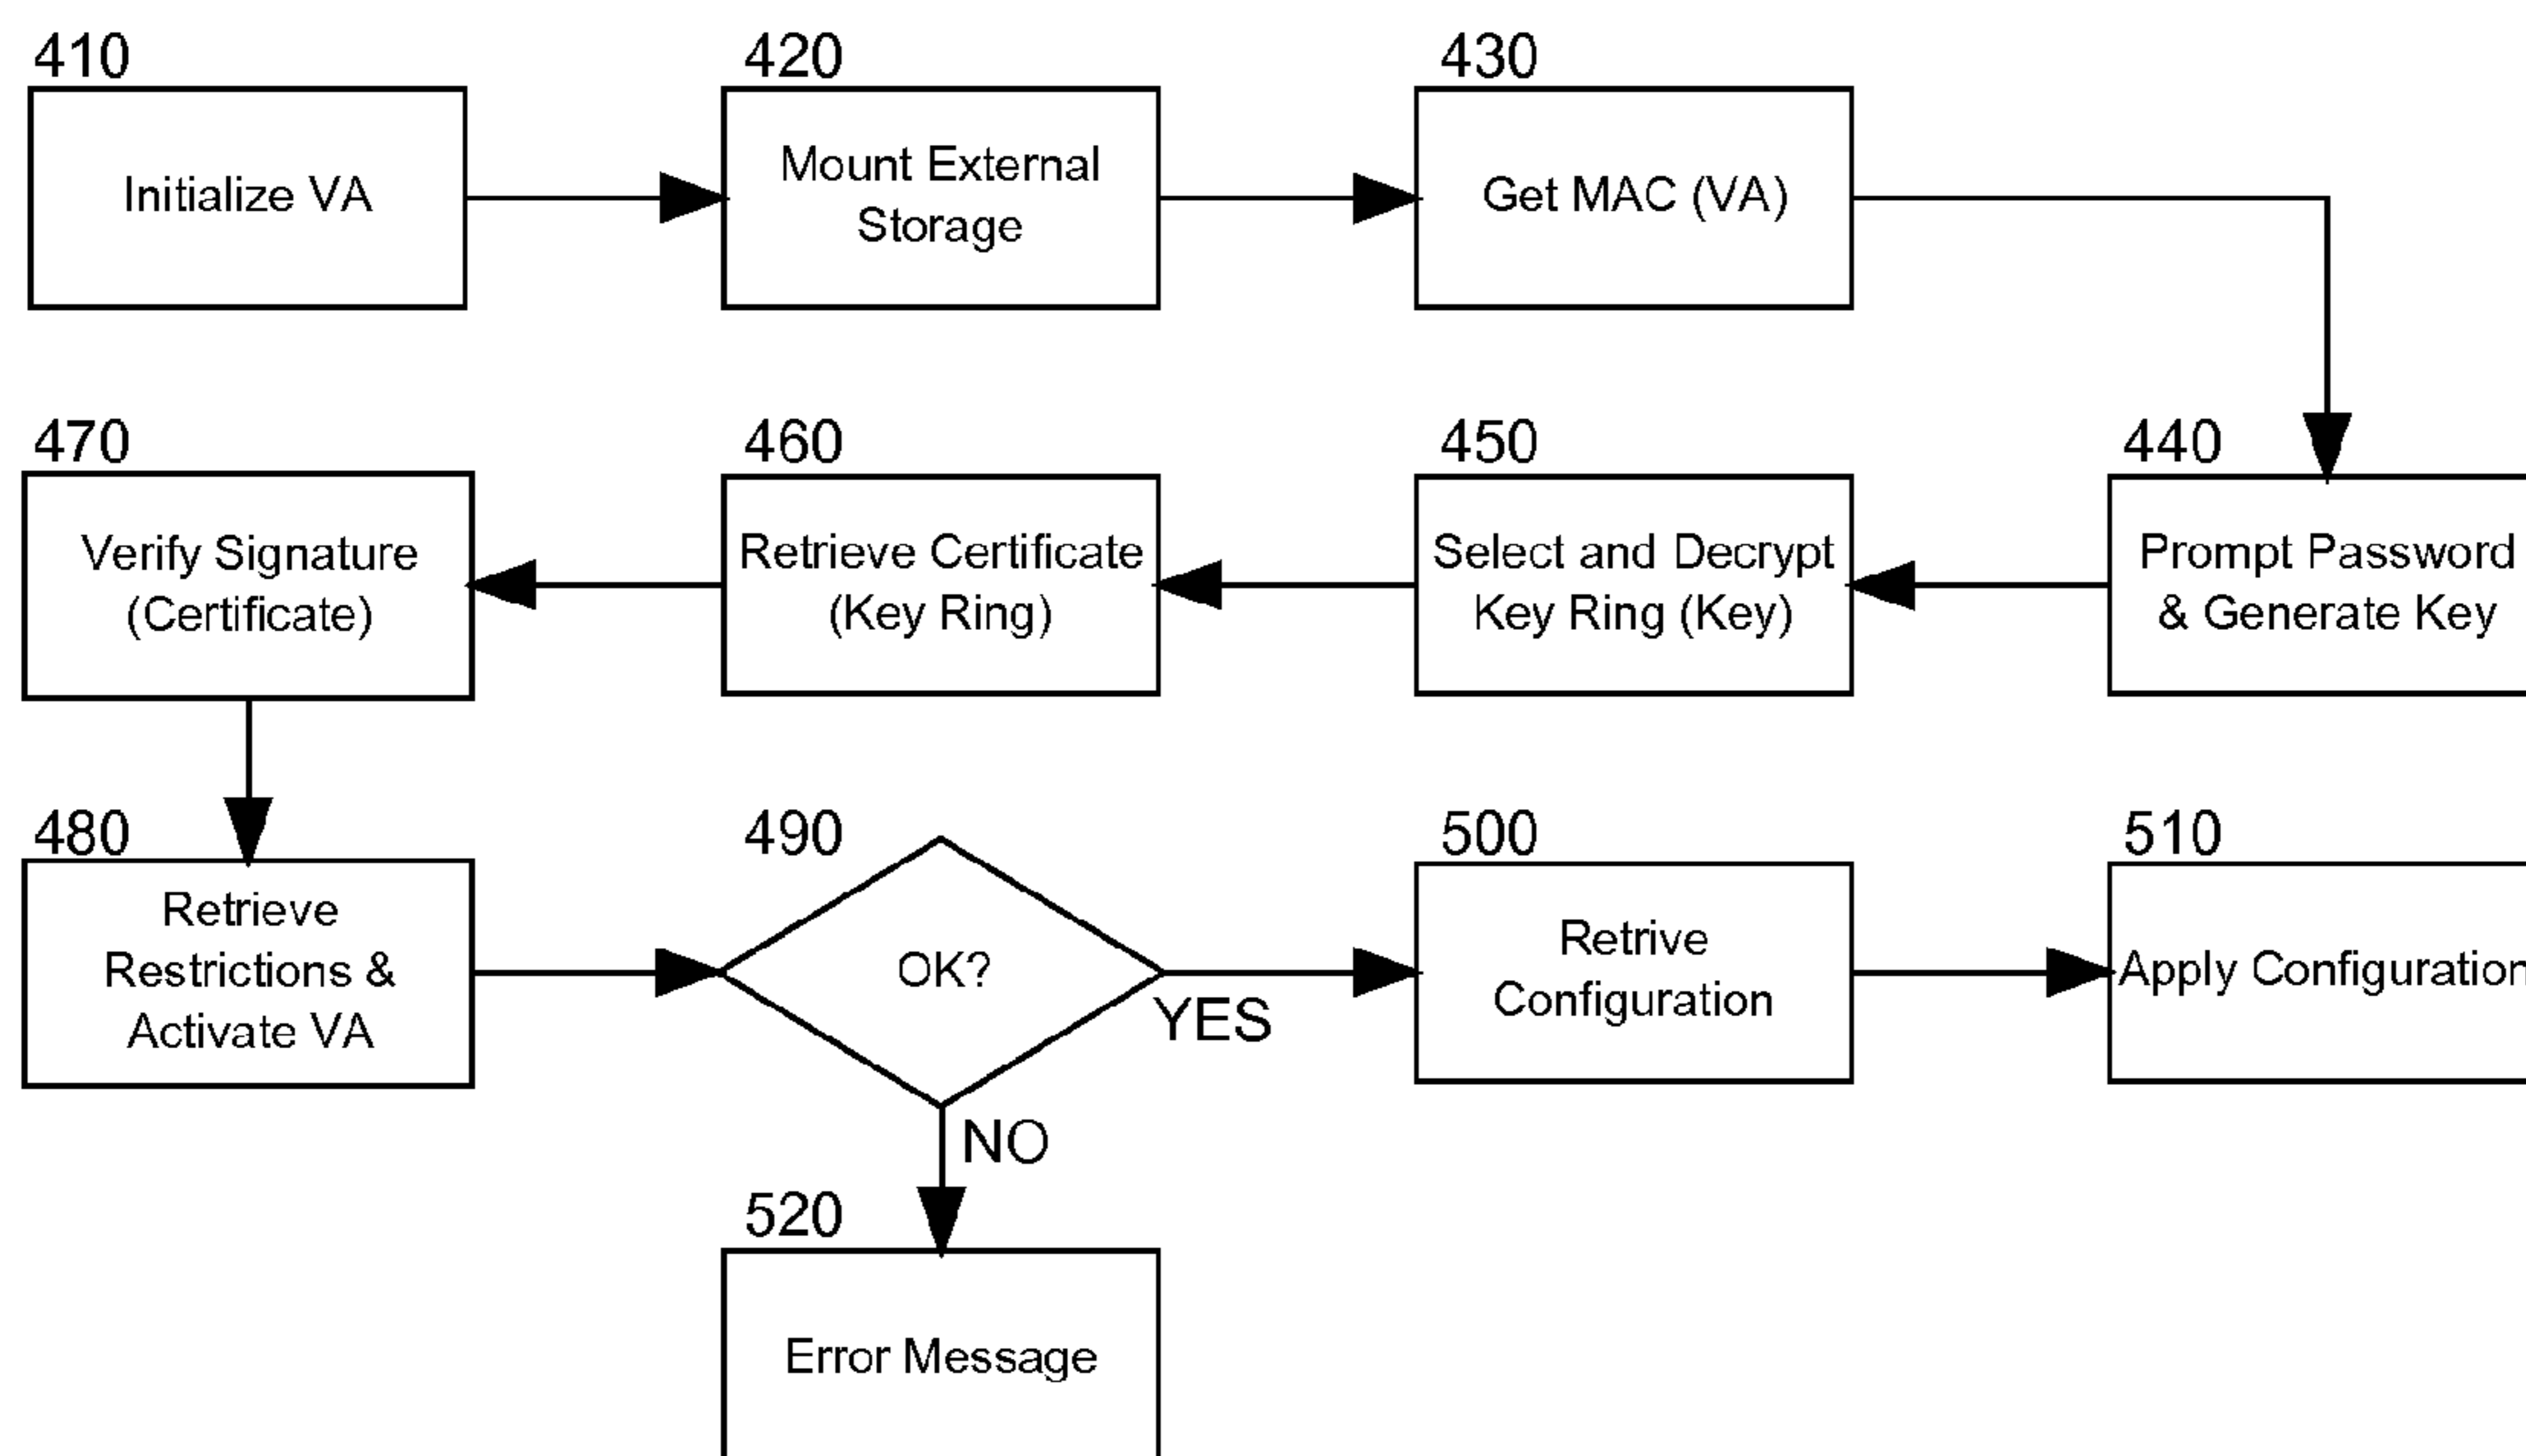 410
Initialize VA
420
Mount External
Storage
430
Get MAC (VA)
440
Prompt Password
& Generate Key
450
Select and Decrypt
Key Ring (Key)
460
Retrieve Certificate
(Key Ring)
470
Verify Signature
(Certificate)
480
Retrieve
Restrictions &
Activate VA
490
OK?
YES
NO
500
Retrive
Configuration
510
Apply Configuration
520
Error Message